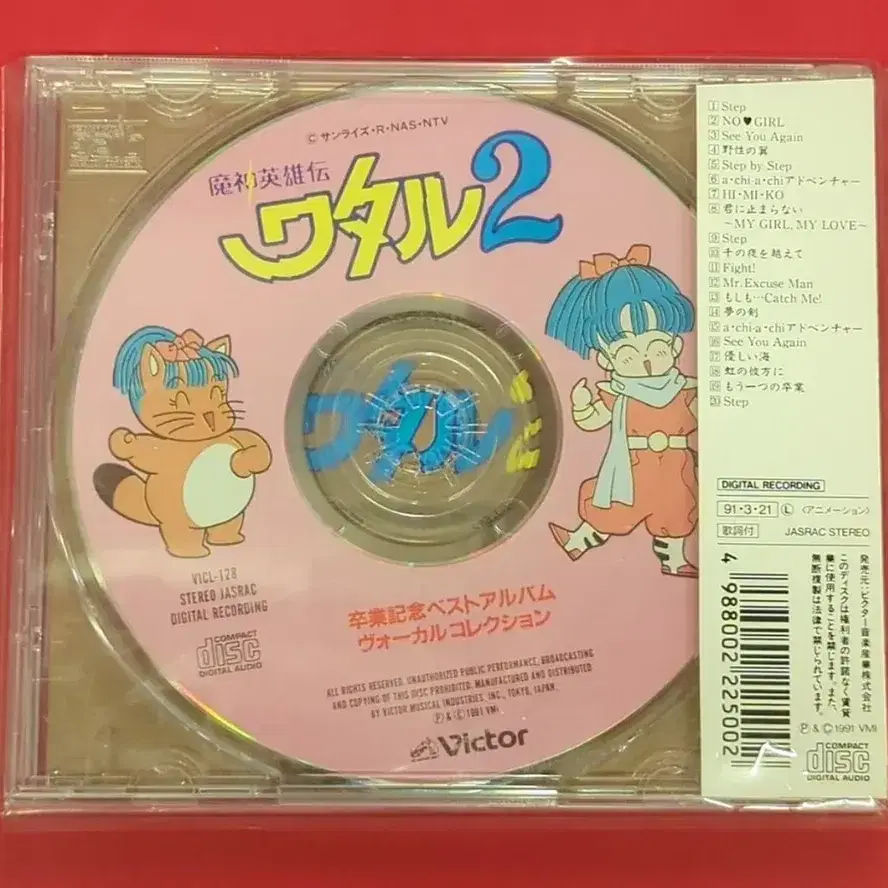 ©サンライズ・R・NAS・NTV
魔神英雄伝
ワタル2
ワタル
VICL-128
STEREO JASRAC
DIGITAL RECORDING
COMPACT
disc
DIGITAL AUDIO
卒業記念ベストアルバム
ヴォーカルコレクション
ALL RIGHTS RESERVED. UNAUTHORIZED PUBLIC PERFORMANCE, BROADCASTING
AND COPYING OF THIS DISC PROHIBITED. MANUFACTURED AND DISTRIBUTED
BY VICTOR MUSICAL INDUSTRIES, INC., TOKYO, JAPAN.
Ⓟ & © 1991 VMI
Victor
1 Step
2 NO♥GIRL
3 See You Again
4 野性の翼
5 Step by Step
6 a・chi-a・chiアドベンチャー
7 HI・MI・KO
8 君に止まらない
～MY GIRL, MY LOVE～
9 Step
10 千の夜を越えて
11 Fight!
12 Mr. Excuse Man
13 もしも…Catch Me!
14 夢の剣
15 a・chi-a・chiアドベンチャー
16 See You Again
17 優しい海
18 虹の彼方に
19 もう一つの卒業
20 Step
DIGITAL RECORDING
91・3・21 Ⓛ 〈アニメーション〉
歌詞付 JASRAC STEREO
4 988002 225002
発売元:ビクター音楽産業株式会社
このディスクは権利者の許諾なく賃貸
業に使用することを禁じます。また、
無断複製は法律で禁じられています。
Ⓟ & © 1991 VMI
COMPACT
disc
DIGITAL AUDIO